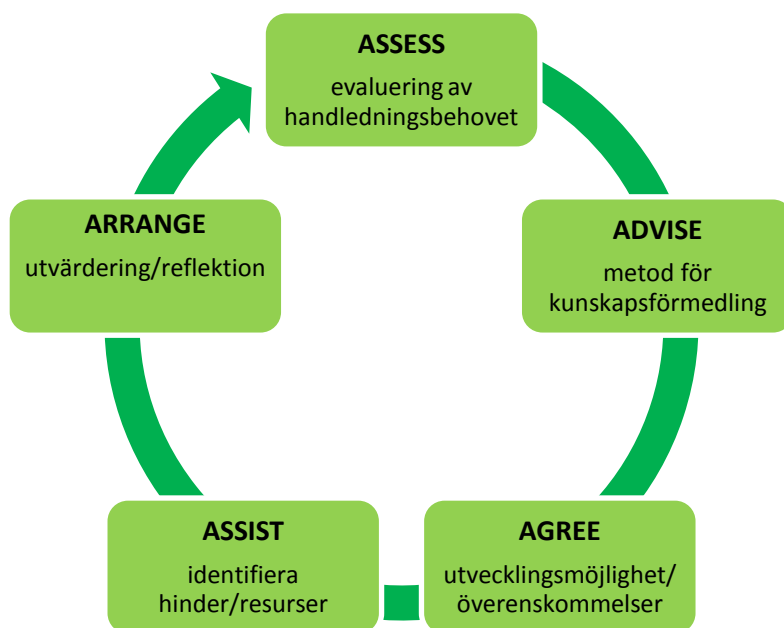 ASSESS
evaluering av
handledningsbehovet
ADVISE
metod för
kunskapsförmedling
AGREE
utvecklingsmöjlighet/
överenskommelser
ASSIST
identifiera
hinder/resurser
ARRANGE
utvärdering/reflektion